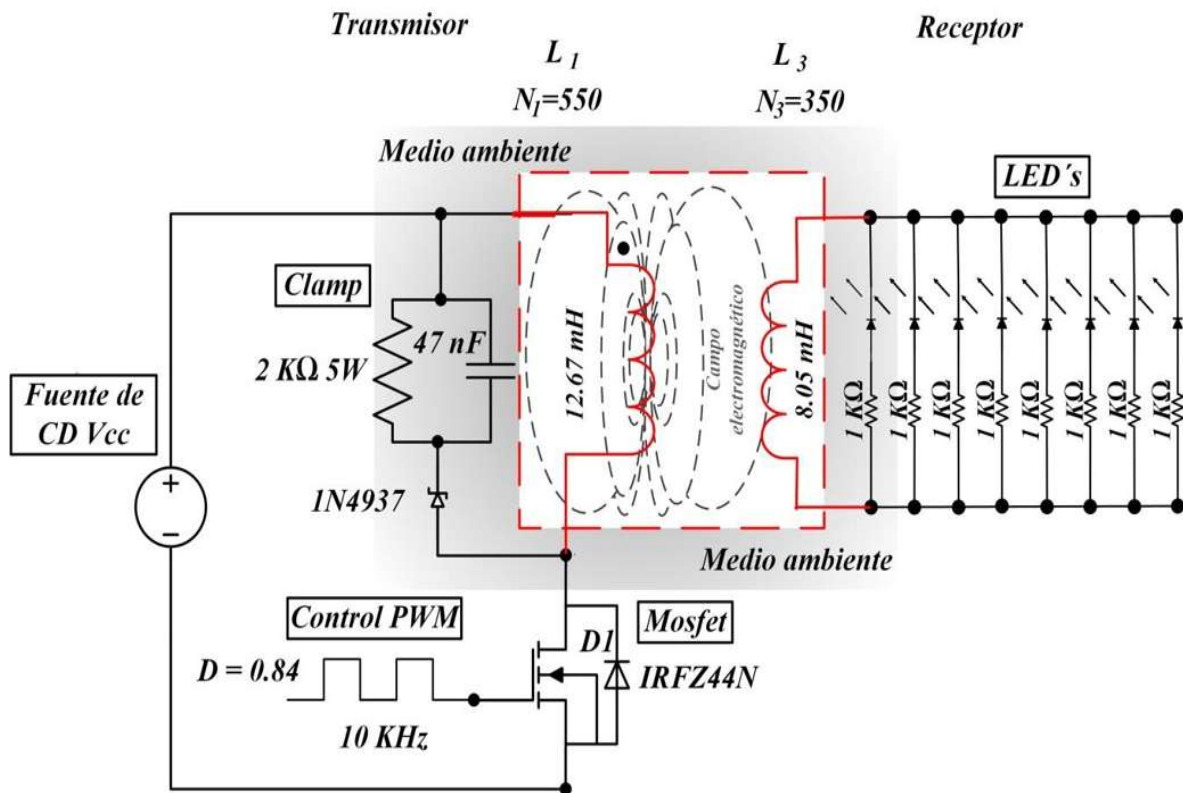 Transmisor
Receptor
L1
L3
N1=550
N3=350
Medio ambiente
LED´s
Clamp
47 nF
2 KΩ 5W
12.67 mH
Campo
electromagnético
8.05 mH
1 KΩ
1 KΩ
1 KΩ
1 KΩ
1 KΩ
1 KΩ
1 KΩ
1 KΩ
Fuente de
CD Vcc
+
−
1N4937
Medio ambiente
Control PWM
Mosfet
D1
D = 0.84
IRFZ44N
10 KHz